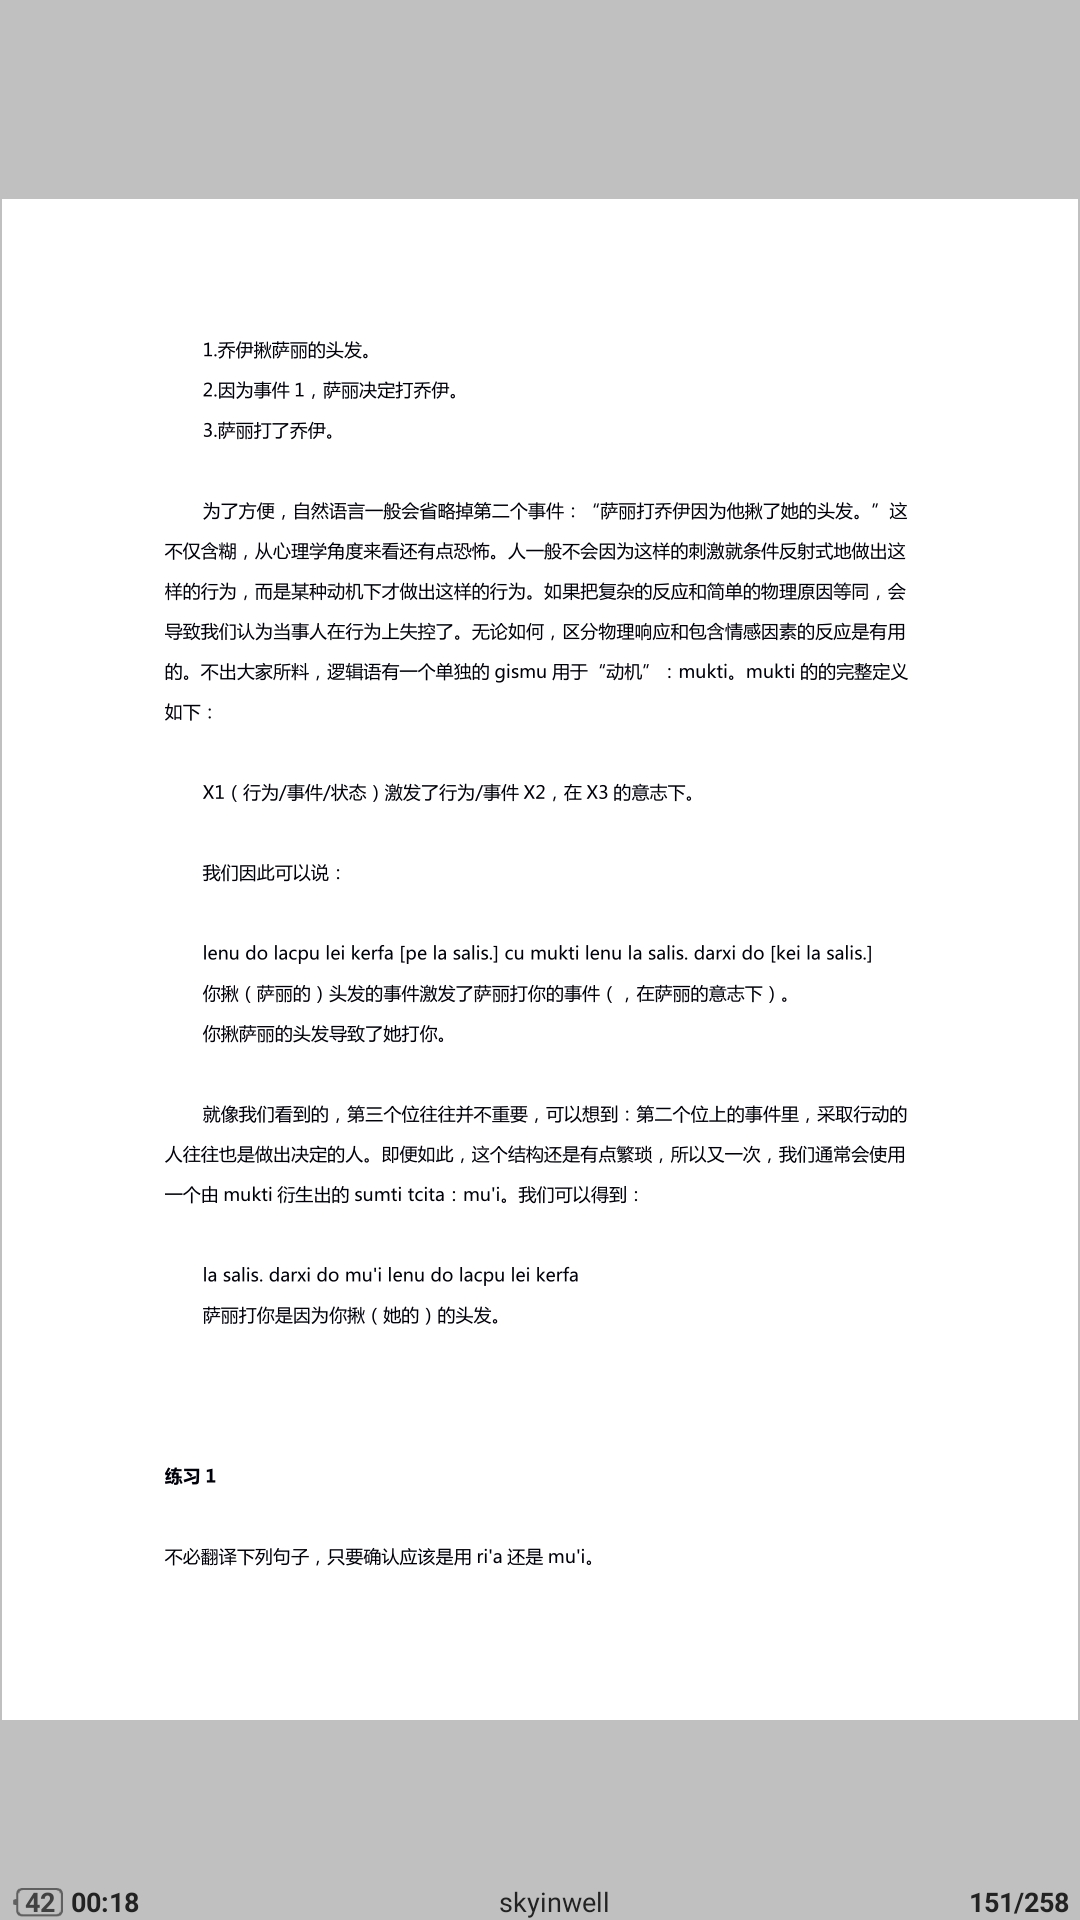 1.乔伊揪萨丽的头发。
2.因为事件 1，萨丽决定打乔伊。
3.萨丽打了乔伊。
为了方便，自然语言一般会省略掉第二个事件：“萨丽打乔伊因为他揪了她的头发。”这
不仅含糊，从心理学角度来看还有点恐怖。人一般不会因为这样的刺激就条件反射式地做出这
样的行为，而是某种动机下才做出这样的行为。如果把复杂的反应和简单的物理原因等同，会
导致我们认为当事人在行为上失控了。无论如何，区分物理响应和包含情感因素的反应是有用
的。不出大家所料，逻辑语有一个单独的 gismu 用于“动机”：mukti。mukti 的的完整定义
如下：
X1（行为/事件/状态）激发了行为/事件 X2，在 X3 的意志下。
我们因此可以说：
lenu do lacpu lei kerfa [pe la salis.] cu mukti lenu la salis. darxi do [kei la salis.]
你揪（萨丽的）头发的事件激发了萨丽打你的事件（，在萨丽的意志下）。
你揪萨丽的头发导致了她打你。
就像我们看到的，第三个位往往并不重要，可以想到：第二个位上的事件里，采取行动的
人往往也是做出决定的人。即便如此，这个结构还是有点繁琐，所以又一次，我们通常会使用
一个由 mukti 衍生出的 sumti tcita：mu'i。我们可以得到：
la salis. darxi do mu'i lenu do lacpu lei kerfa
萨丽打你是因为你揪（她的）的头发。
练习 1
不必翻译下列句子，只要确认应该是用 ri'a 还是 mu'i。
42 00:18 skyinwell 151/258